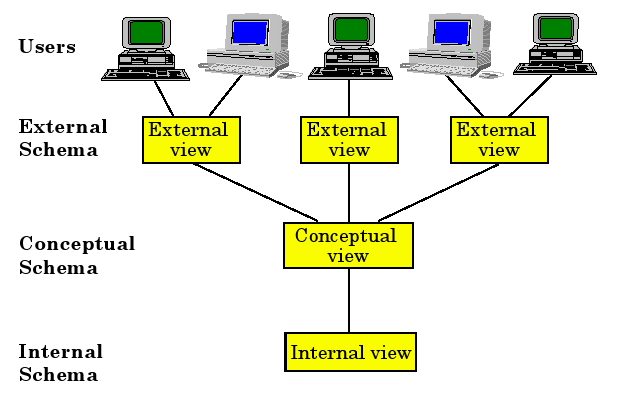 Users
External
Schema
External
view
External
view
External
view
Conceptual
Schema
Conceptual
view
Internal
Schema
Internal view